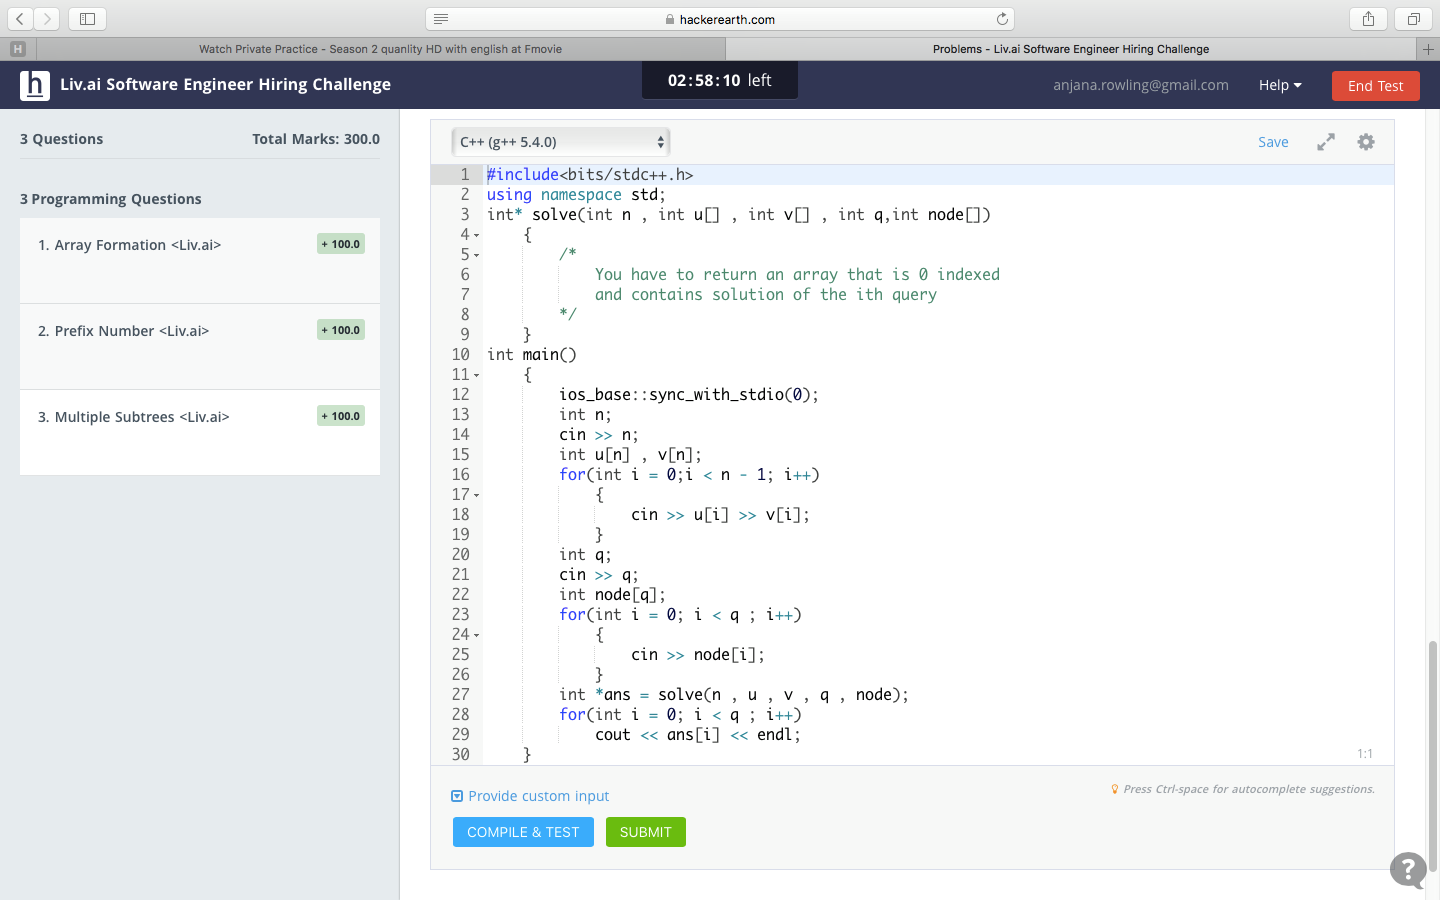 hackerearth.com
H
Watch Private Practice - Season 2 quanlity HD with english at Fmovie
Problems - Liv.ai Software Engineer Hiring Challenge
h
Liv.ai Software Engineer Hiring Challenge
02:58:10 left
anjana.rowling@gmail.com
Help
End Test
3 Questions
Total Marks: 300.0
3 Programming Questions
1. Array Formation <Liv.ai>
+ 100.0
2. Prefix Number <Liv.ai>
+ 100.0
3. Multiple Subtrees <Liv.ai>
+ 100.0
C++ (g++ 5.4.0)
Save
1 #include<bits/stdc++.h>
2 using namespace std;
3 int* solve(int n , int u[] , int v[] , int q,int node[])
4 {
5 /*
6 You have to return an array that is 0 indexed
7 and contains solution of the ith query
8 */
9 }
10 int main()
11 {
12 ios_base::sync_with_stdio(0);
13 int n;
14 cin >> n;
15 int u[n] , v[n];
16 for(int i = 0;i < n - 1; i++)
17 {
18 cin >> u[i] >> v[i];
19 }
20 int q;
21 cin >> q;
22 int node[q];
23 for(int i = 0; i < q ; i++)
24 {
25 cin >> node[i];
26 }
27 int *ans = solve(n , u , v , q , node);
28 for(int i = 0; i < q ; i++)
29 cout << ans[i] << endl;
30 }
1:1
Provide custom input
Press Ctrl-space for autocomplete suggestions.
COMPILE & TEST
SUBMIT
?